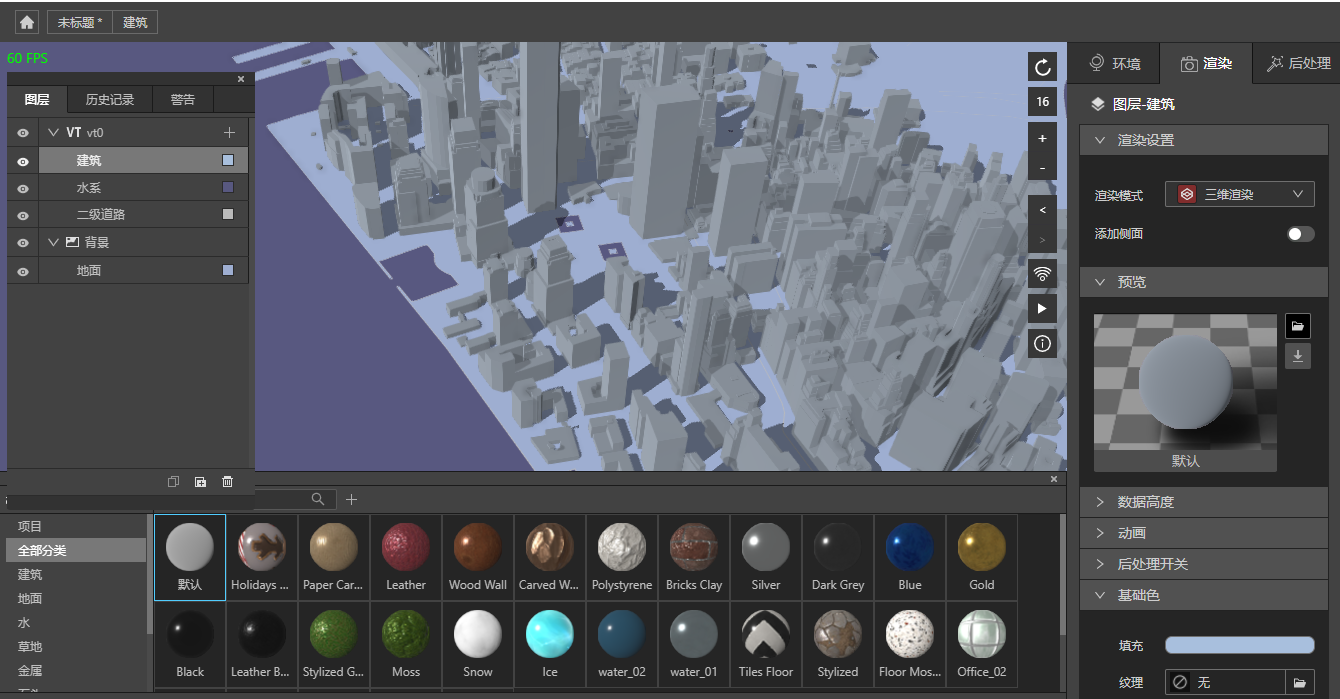 未标题 * 建筑
60 FPS
图层 历史记录 警告
VT vt0
建筑
水系
二级道路
背景
地面
16
+
-
<
>
环境 渲染 后处理
图层-建筑
渲染设置
渲染模式 三维渲染
添加侧面
预览
默认
数据高度
动画
后处理开关
基础色
填充
纹理 无
项目
全部分类
建筑
地面
水
草地
金属
默认 Holidays ... Paper Car... Leather Wood Wall Carved W... Polystyrene Bricks Clay Silver Dark Grey Blue Gold
Black Leather B... Stylized G... Moss Snow Ice water_02 water_01 Tiles Floor Stylized Floor Mos... Office_02